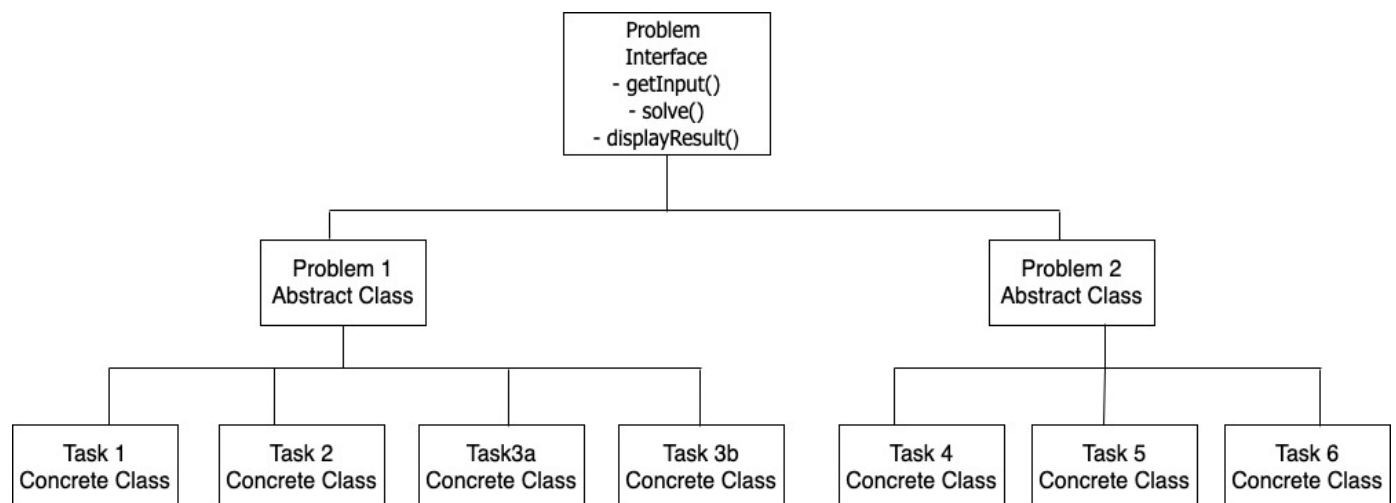 Problem
Interface
- getInput()
- solve()
- displayResult()
Problem 1
Abstract Class
Problem 2
Abstract Class
Task 1
Concrete Class
Task 2
Concrete Class
Task3a
Concrete Class
Task 3b
Concrete Class
Task 4
Concrete Class
Task 5
Concrete Class
Task 6
Concrete Class